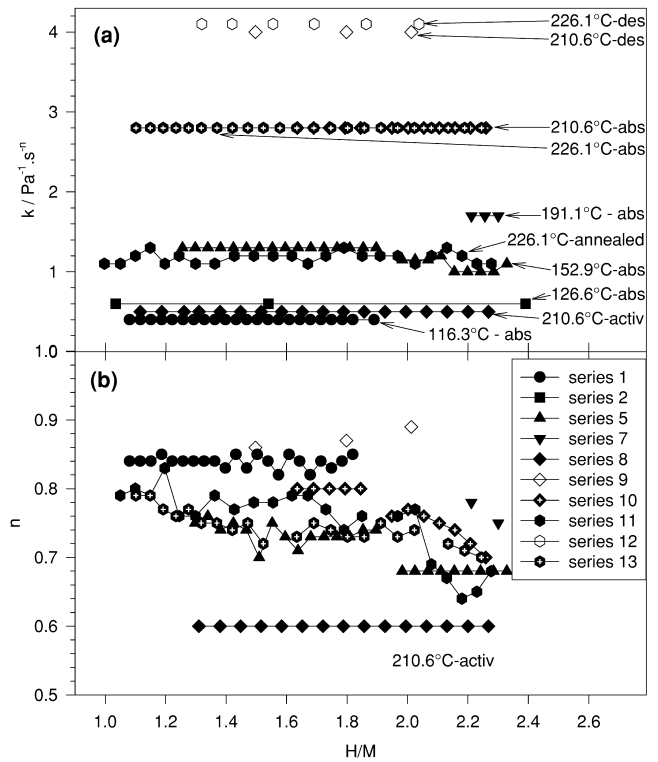 (a)
4
3
2
1
1.0
k / Pa⁻¹.s⁻ⁿ
226.1°C-des
210.6°C-des
210.6°C-abs
226.1°C-abs
191.1°C - abs
226.1°C-annealed
152.9°C-abs
126.6°C-abs
210.6°C-activ
116.3°C - abs
(b)
0.9
0.8
0.7
0.6
0.5
n
series 1
series 2
series 5
series 7
series 8
series 9
series 10
series 11
series 12
series 13
210.6°C-activ
1.0 1.2 1.4 1.6 1.8 2.0 2.2 2.4 2.6
H/M